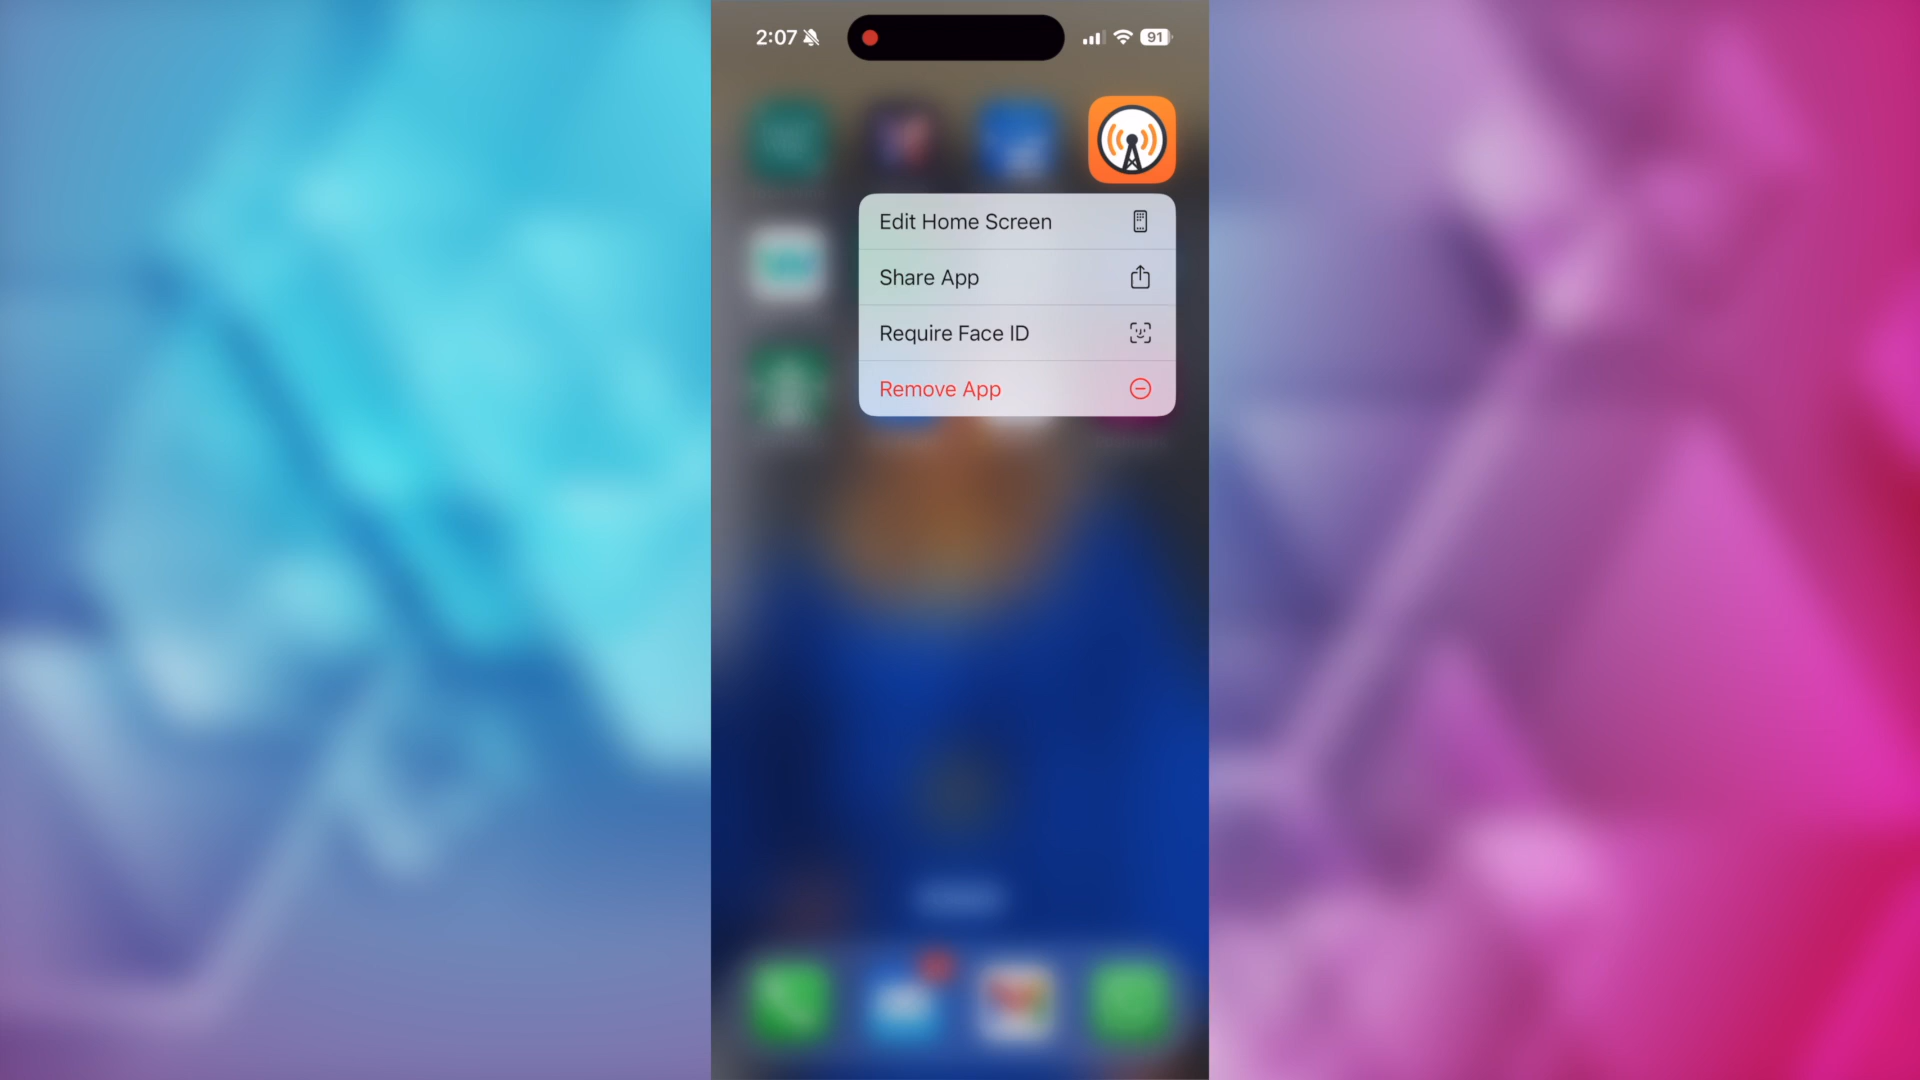 2:07
91
Edit Home Screen
Share App
Require Face ID
Remove App